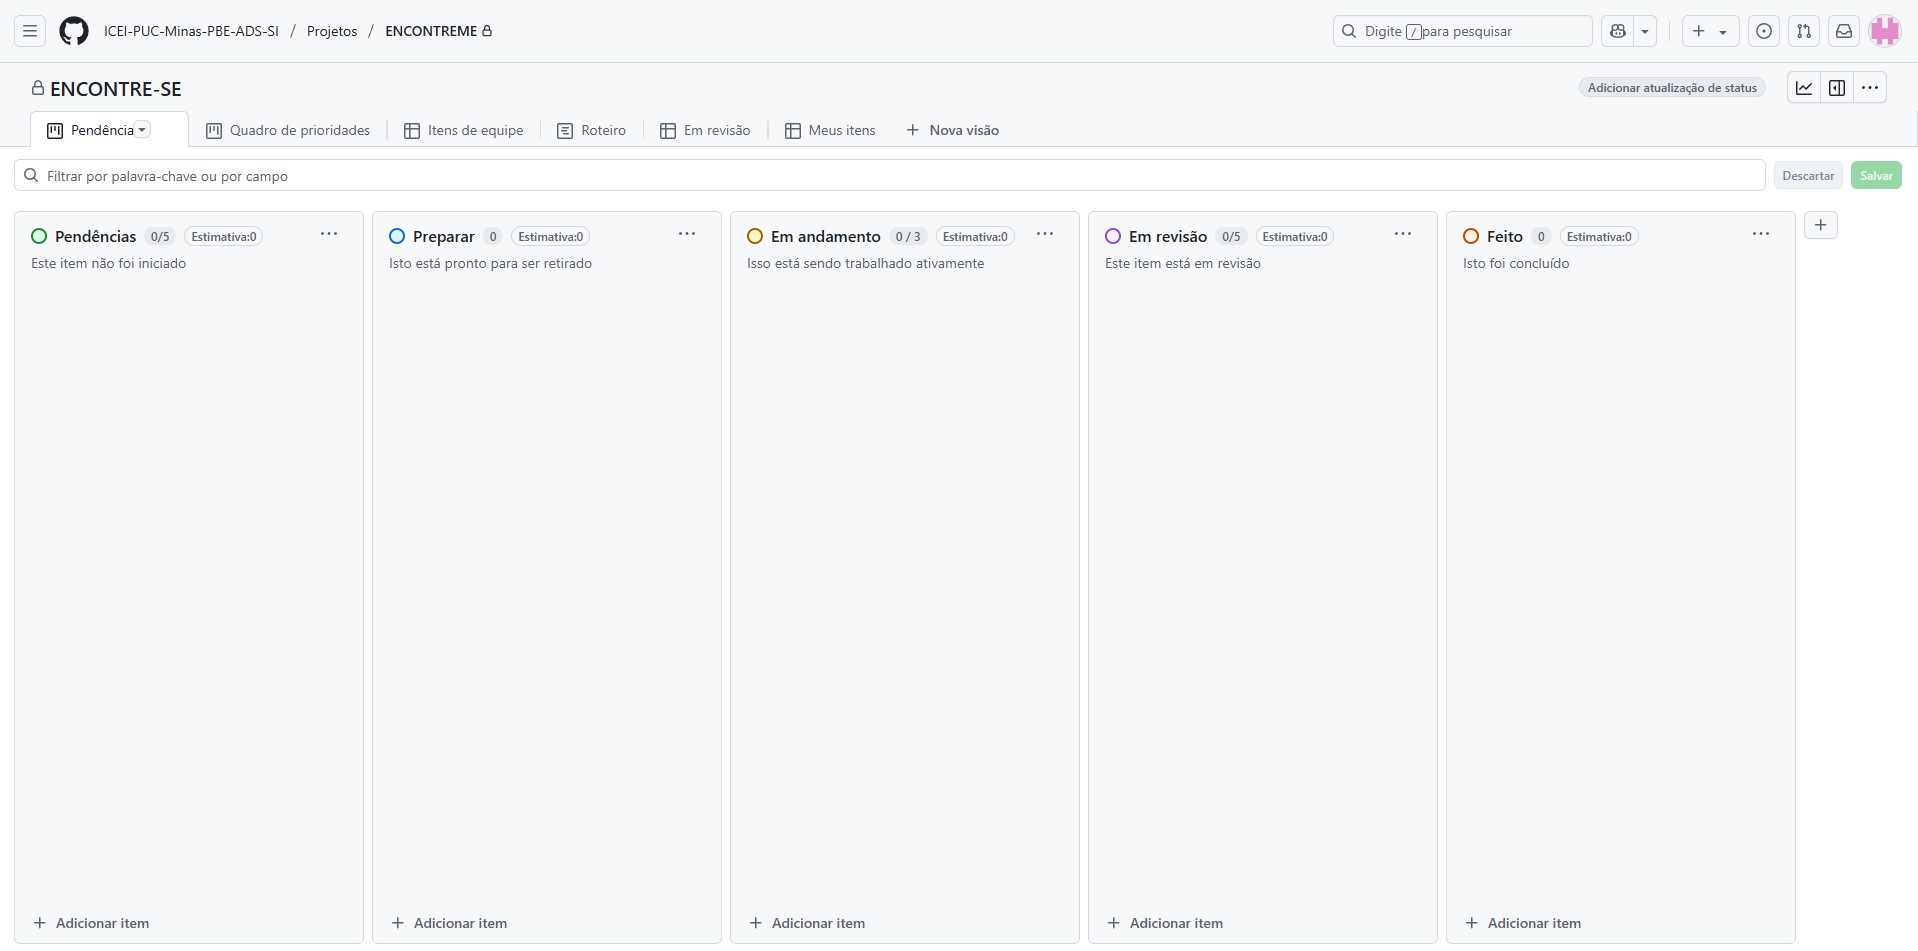 ICEI-PUC-Minas-PBE-ADS-SI / Projetos / ENCONTREME
Digite / para pesquisar
ENCONTRE-SE
Adicionar atualização de status
Pendência
Quadro de prioridades
Itens de equipe
Roteiro
Em revisão
Meus itens
Nova visão
Filtrar por palavra-chave ou por campo
Descartar
Salvar
Pendências 0/5 Estimativa:0
Este item não foi iniciado
Adicionar item
Preparar 0 Estimativa:0
Isto está pronto para ser retirado
Adicionar item
Em andamento 0 / 3 Estimativa:0
Isso está sendo trabalhado ativamente
Adicionar item
Em revisão 0/5 Estimativa:0
Este item está em revisão
Adicionar item
Feito 0 Estimativa:0
Isto foi concluído
Adicionar item